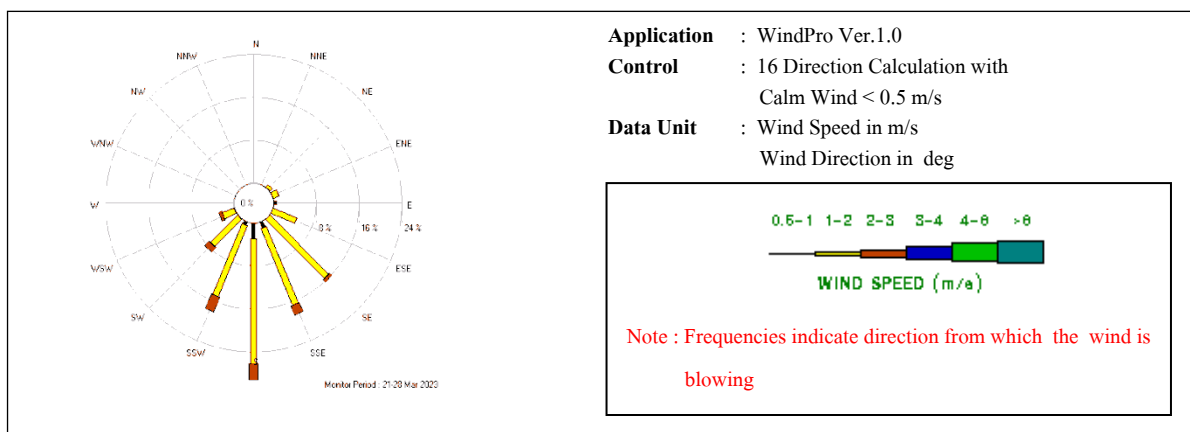 N
NNW
NNE
NW
NE
WNW
ENE
W
0 %
E
8 %
16 %
24 %
WSW
ESE
SW
SE
SSW
SSE
S
Monitor Period : 21-28 Mar 2023
Application : WindPro Ver.1.0
Control : 16 Direction Calculation with
Calm Wind < 0.5 m/s
Data Unit : Wind Speed in m/s
Wind Direction in deg
0.5-1 1-2 2-3 3-4 4-6 >6
WIND SPEED (m/s)
Note : Frequencies indicate direction from which the wind is
blowing